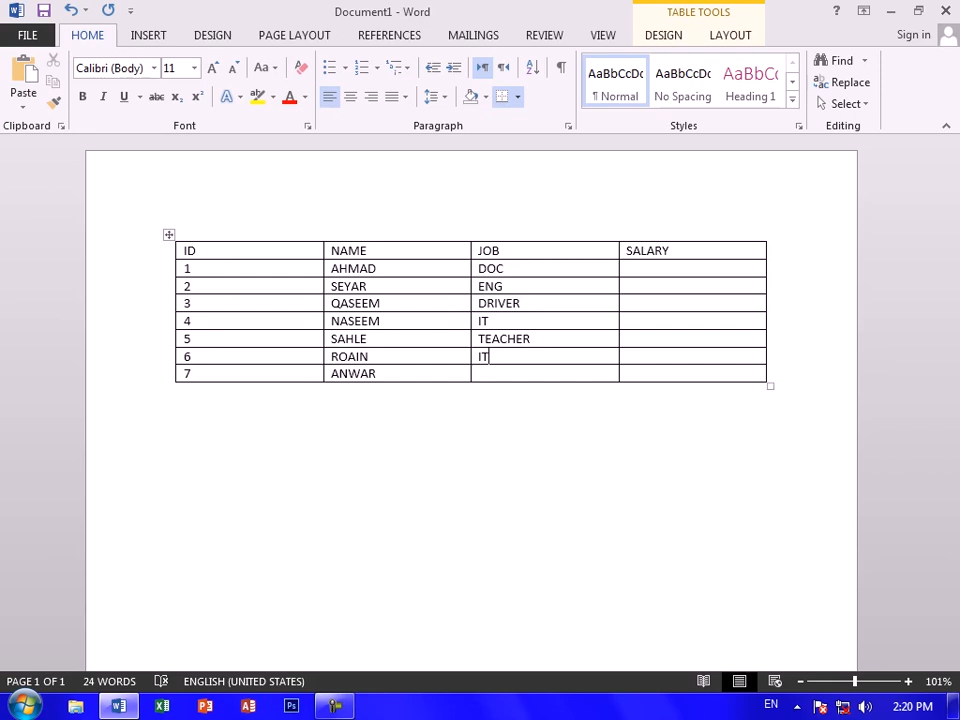 Document1 - Word
TABLE TOOLS
?
FILE HOME INSERT DESIGN PAGE LAYOUT REFERENCES MAILINGS REVIEW VIEW DESIGN LAYOUT Sign in
Paste
Calibri (Body) 11
Aa
B I U abc x₂ x² A A
AaBbCcDc AaBbCcDc AaBbCc
¶ Normal No Spacing Heading 1
Find
Replace
Select
Clipboard Font Paragraph Styles Editing
ID NAME JOB SALARY
1 AHMAD DOC
2 SEYAR ENG
3 QASEEM DRIVER
4 NASEEM IT
5 SAHLE TEACHER
6 ROAIN IT
7 ANWAR
PAGE 1 OF 1 24 WORDS ENGLISH (UNITED STATES) 101%
EN 2:20 PM